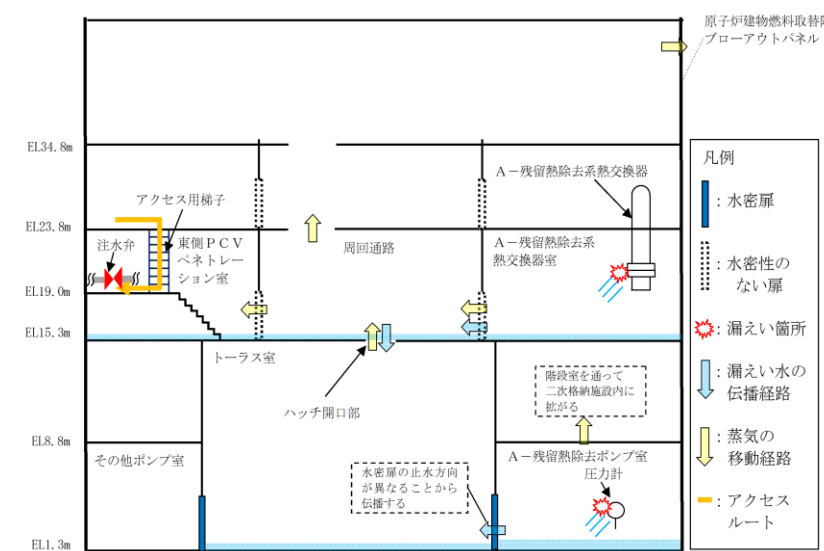 原子炉建物燃料取替
ブローアウトパネル
EL34.8m
A－残留熱除去系熱交換器
アクセス用梯子
EL23.8m
注水弁
東側PCV
ペネトレー
ション室
周回通路
A－残留熱除去系
熱交換器室
EL19.0m
EL15.3m
トーラス室
ハッチ開口部
階段室を通って
二次格納施設内に
拡がる
EL8.8m
その他ポンプ室
水密扉の止水方向
が異なることから
伝播する
A－残留熱除去ポンプ室
圧力計
EL1.3m
凡例
：水密扉
：水密性の
ない扉
：漏えい箇所
：漏えい水の
伝播経路
：蒸気の
移動経路
：アクセス
ルート